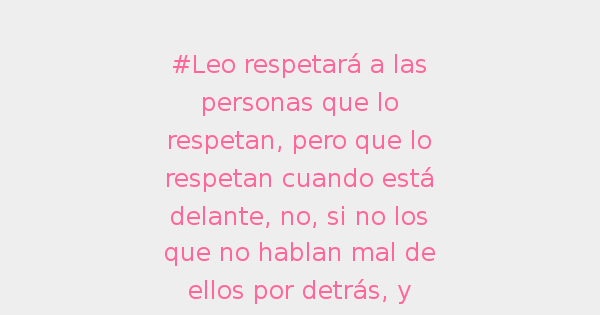 #Leo respetará a las
personas que lo
respetan, pero que lo
respetan cuando está
delante, no, si no los
que no hablan mal de
ellos por detrás, y